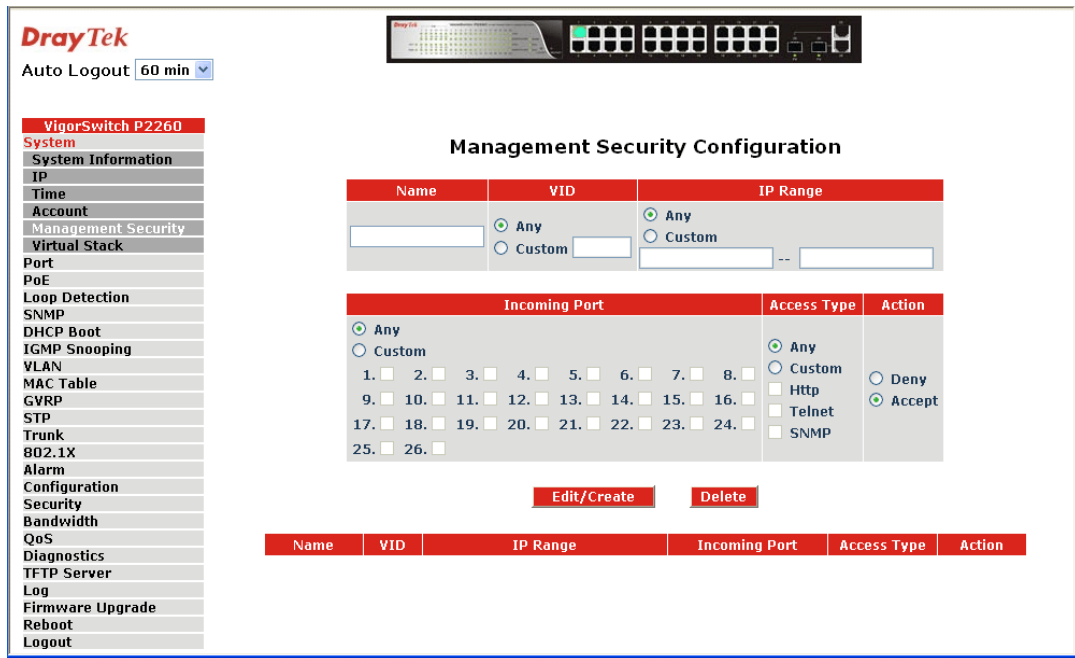 DrayTek
Auto Logout 60 min
DrayTek
VigorSwitch P2260
System
System Information
IP
Time
Account
Management Security
Virtual Stack
Port
PoE
Loop Detection
SNMP
DHCP Boot
IGMP Snooping
VLAN
MAC Table
GVRP
STP
Trunk
802.1X
Alarm
Configuration
Security
Bandwidth
QoS
Diagnostics
TFTP Server
Log
Firmware Upgrade
Reboot
Logout
Management Security Configuration
Name VID IP Range
Any
Custom
Any
Custom
--
Incoming Port Access Type Action
Any
Custom
1. 2. 3. 4. 5. 6. 7. 8.
9. 10. 11. 12. 13. 14. 15. 16.
17. 18. 19. 20. 21. 22. 23. 24.
25. 26.
Any
Custom
Http
Telnet
SNMP
Deny
Accept
Edit/Create Delete
Name VID IP Range Incoming Port Access Type Action